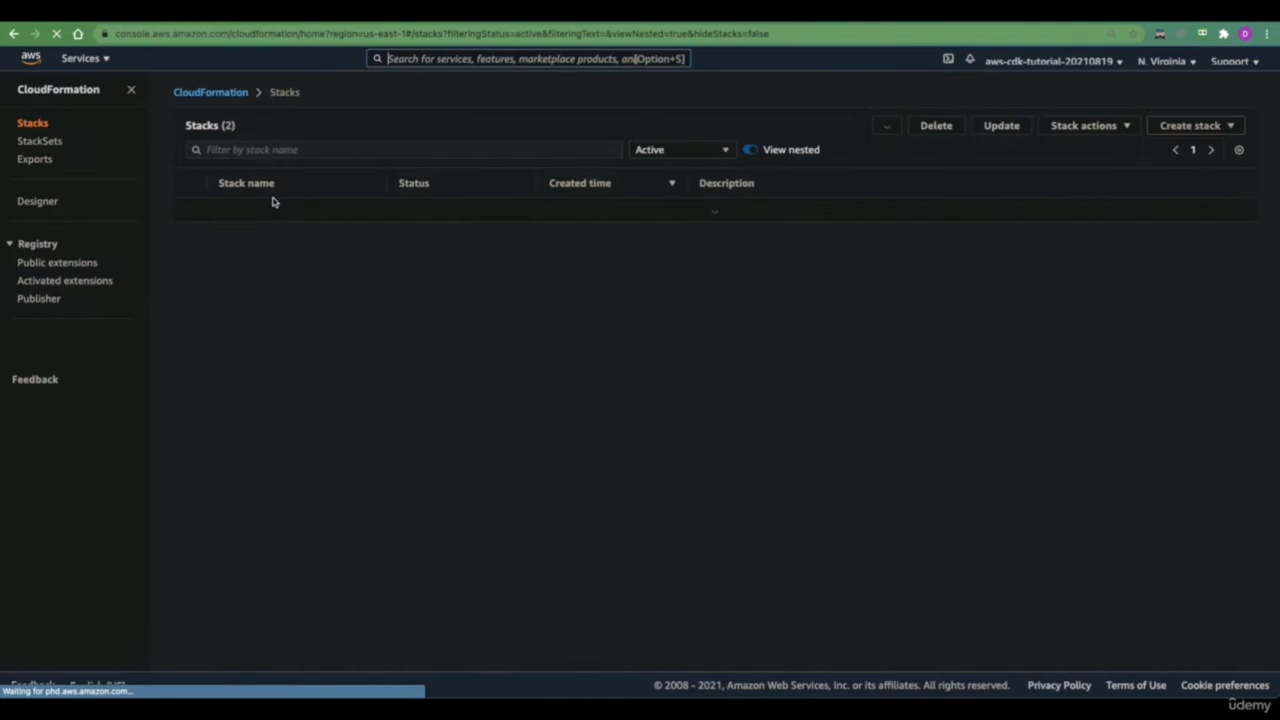 console.aws.amazon.com/cloudformation/home?region=us-east-1#/stacks?filteringStatus=active&filteringText=&viewNested=true&hideStacks=false
aws Services Search for services, features, marketplace products, an [Option+S] aws-cdk-tutorial-20210819 N. Virginia Support
CloudFormation
Stacks
StackSets
Exports
Designer
Registry
Public extensions
Activated extensions
Publisher
Feedback
CloudFormation > Stacks
Stacks (2) Delete Update Stack actions Create stack
Filter by stack name Active View nested 1
Stack name Status Created time Description
Waiting for phd.aws.amazon.com...
© 2008 - 2021, Amazon Web Services, Inc. or its affiliates. All rights reserved. Privacy Policy Terms of Use Cookie preferences
ûdemy